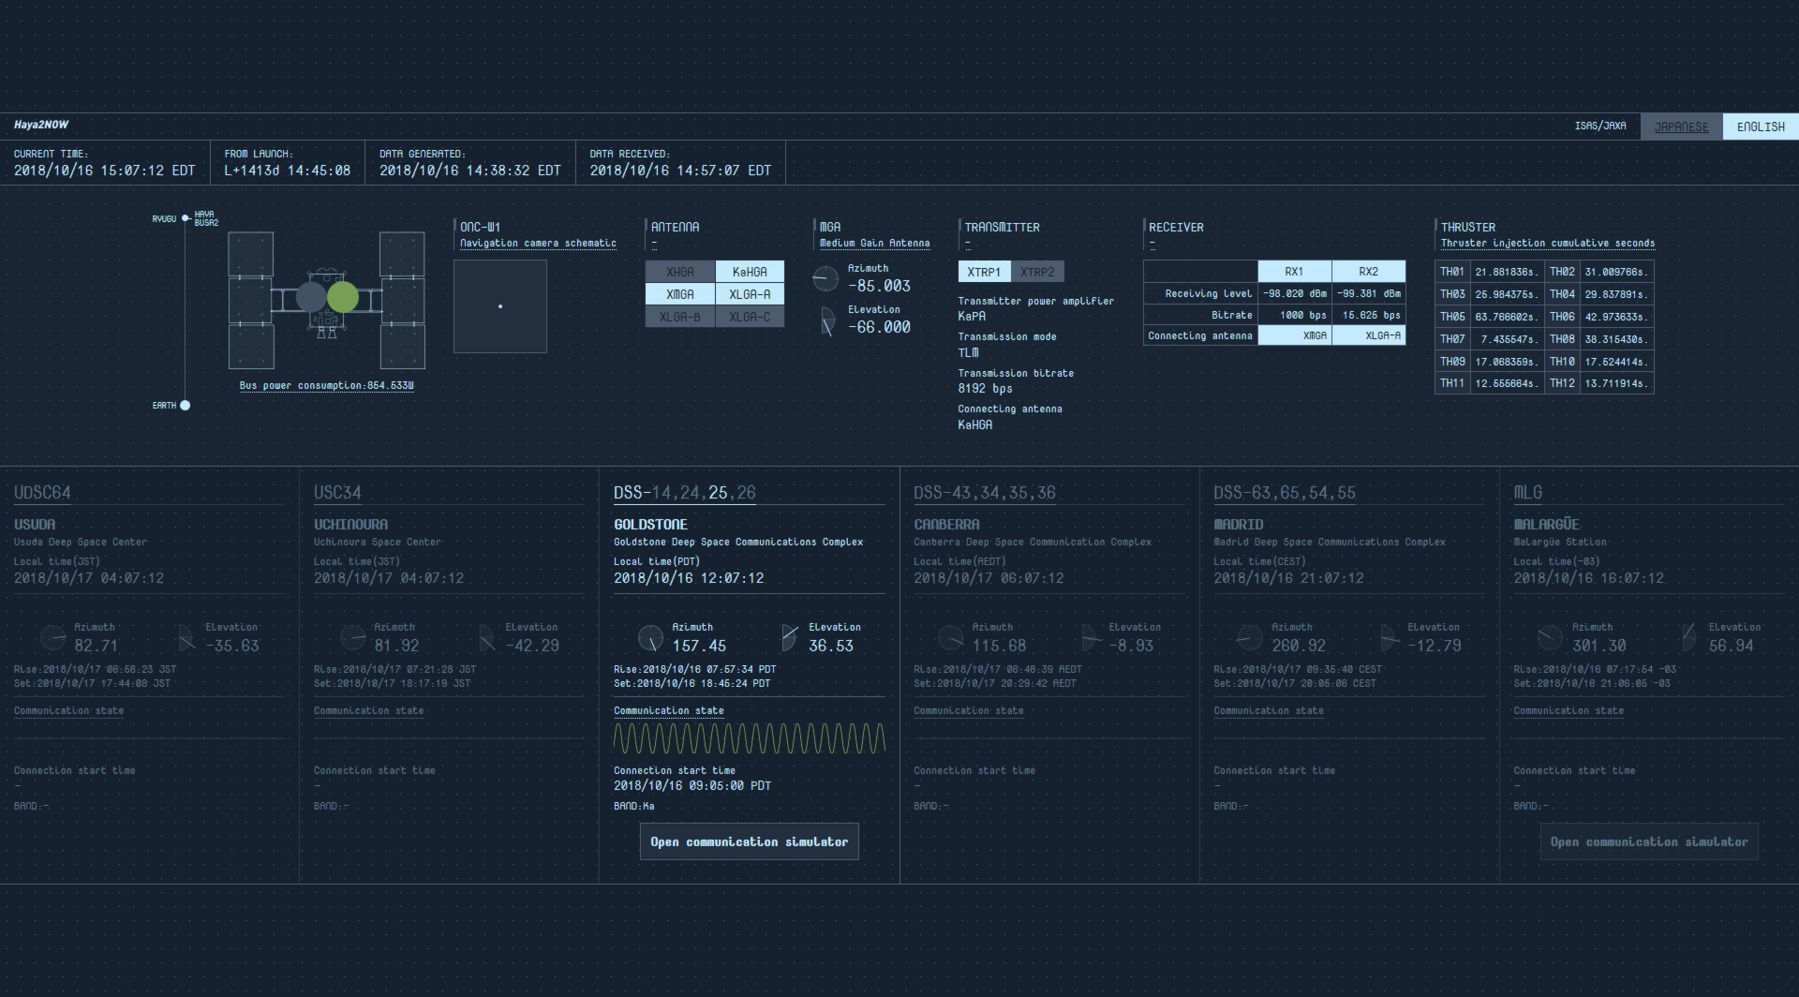 Haya2NOW
ISAS/JAXA JAPANESE ENGLISH
CURRENT TIME:
2018/10/16 15:07:12 EDT
FROM LAUNCH:
L+1413d 14:45:08
DATA GENERATED:
2018/10/16 14:38:32 EDT
DATA RECEIVED:
2018/10/16 14:57:07 EDT
RYUGU
HAYA
BUSA2
EARTH
Bus power consumption:854.533W
ONC-W1
Navigation camera schematic
ANTENNA
-
XHGA KaHGA
XMGA XLGA-A
XLGA-B XLGA-C
MGA
Medium Gain Antenna
Azimuth
-85.003
Elevation
-66.000
TRANSMITTER
-
XTRP1 XTRP2
Transmitter power amplifier
KaPA
Transmission mode
TLM
Transmission bitrate
8192 bps
Connecting antenna
KaHGA
RECEIVER
-
RX1 RX2
Receiving level -98.020 dBm -99.381 dBm
Bitrate 1000 bps 15.625 bps
Connecting antenna XMGA XLGA-A
THRUSTER
Thruster injection cumulative seconds
TH01 21.881836s. TH02 31.009766s.
TH03 25.984375s. TH04 29.837891s.
TH05 63.766602s. TH06 42.973633s.
TH07 7.435547s. TH08 38.315430s.
TH09 17.068359s. TH10 17.524414s.
TH11 12.555664s. TH12 13.711914s.
UDSC64
USUDA
Usuda Deep Space Center
Local time(JST)
2018/10/17 04:07:12
Azimuth
82.71
Elevation
-35.63
Rise:2018/10/17 06:56:23 JST
Set:2018/10/17 17:44:08 JST
Communication state
Connection start time
-
BAND:-
USC34
UCHINOURA
Uchinoura Space Center
Local time(JST)
2018/10/17 04:07:12
Azimuth
81.92
Elevation
-42.29
Rise:2018/10/17 07:21:28 JST
Set:2018/10/17 18:17:19 JST
Communication state
Connection start time
-
BAND:-
DSS-14,24,25,26
GOLDSTONE
Goldstone Deep Space Communications Complex
Local time(PDT)
2018/10/16 12:07:12
Azimuth
157.45
Elevation
36.53
Rise:2018/10/16 07:57:34 PDT
Set:2018/10/16 18:45:24 PDT
Communication state
Connection start time
2018/10/16 09:05:00 PDT
BAND:Ka
Open communication simulator
DSS-43,34,35,36
CANBERRA
Canberra Deep Space Communication Complex
Local time(AEDT)
2018/10/17 06:07:12
Azimuth
115.68
Elevation
-8.93
Rise:2018/10/17 06:46:39 AEDT
Set:2018/10/17 20:29:42 AEDT
Communication state
Connection start time
-
BAND:-
DSS-63,65,54,55
MADRID
Madrid Deep Space Communications Complex
Local time(CEST)
2018/10/16 21:07:12
Azimuth
260.92
Elevation
-12.79
Rise:2018/10/17 09:35:40 CEST
Set:2018/10/17 20:05:06 CEST
Communication state
Connection start time
-
BAND:-
MLG
MALARGÜE
Malargüe Station
Local time(-03)
2018/10/16 16:07:12
Azimuth
301.30
Elevation
56.94
Rise:2018/10/16 07:17:54 -03
Set:2018/10/16 21:06:05 -03
Communication state
Connection start time
-
BAND:-
Open communication simulator